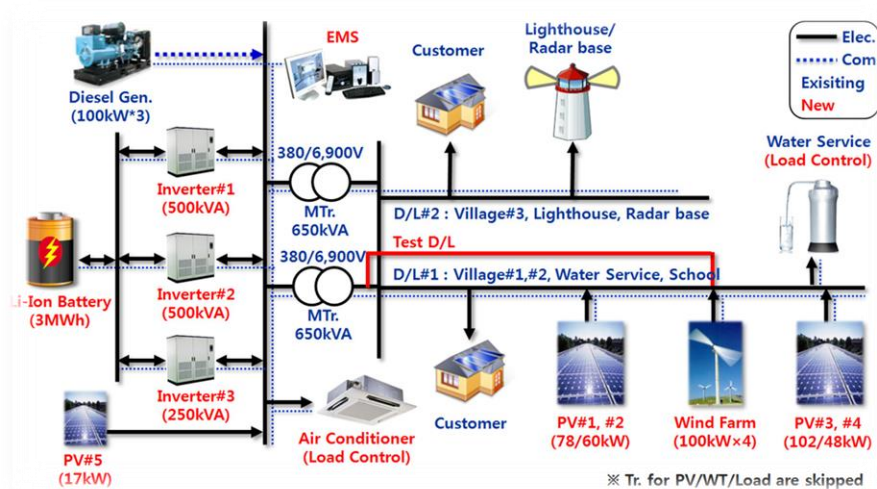 EMS
Lighthouse/
Radar base
Customer
Elec.
Com
Exisiting
New
Diesel Gen.
(100kW*3)
Water Service
(Load Control)
380/6,900V
Inverter#1
(500kVA)
MTr.
650kVA
D/L#2 : Village#3, Lighthouse, Radar base
Test D/L
380/6,900V
D/L#1 : Village#1,#2, Water Service, School
Li-Ion Battery
(3MWh)
Inverter#2
(500kVA)
MTr.
650kVA
Inverter#3
(250kVA)
PV#5
(17kW)
Air Conditioner
(Load Control)
Customer
PV#1, #2
(78/60kW)
Wind Farm
(100kW×4)
PV#3, #4
(102/48kW)
※ Tr. for PV/WT/Load are skipped